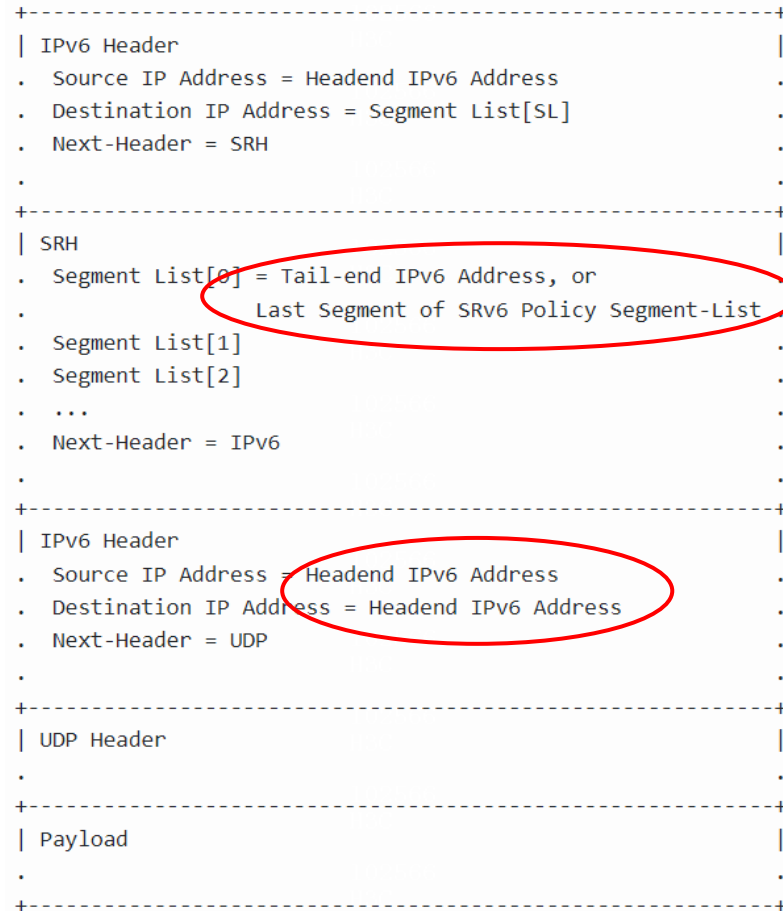 +---------------------------------------------------------------+
| IPv6 Header |
. Source IP Address = Headend IPv6 Address .
. Destination IP Address = Segment List[SL] .
. Next-Header = SRH .
. .
+---------------------------------------------------------------+
| SRH |
. Segment List[0] = Tail-end IPv6 Address, or .
. Last Segment of SRv6 Policy Segment-List .
. Segment List[1] .
. Segment List[2] .
. ... .
. Next-Header = IPv6 .
. .
+---------------------------------------------------------------+
| IPv6 Header |
. Source IP Address = Headend IPv6 Address .
. Destination IP Address = Headend IPv6 Address .
. Next-Header = UDP .
. .
+---------------------------------------------------------------+
| UDP Header |
. .
+---------------------------------------------------------------+
| Payload |
. .
+---------------------------------------------------------------+